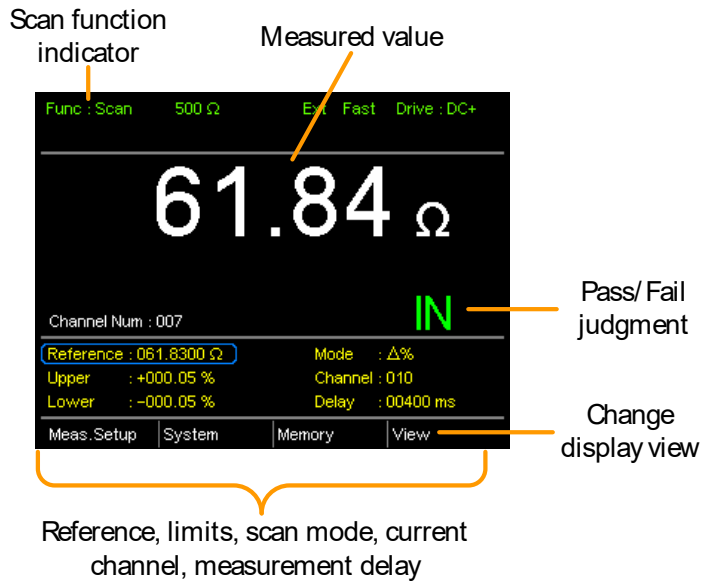 Scan function
indicator
Measured value
Func : Scan 500 Ω Ext Fast Drive : DC+
61.84 Ω
IN
Pass/Fail
judgment
Channel Num : 007
Reference : 061.8300 Ω Mode : Δ%
Upper : +000.05 % Channel : 010
Lower : −000.05 % Delay : 00400 ms
Meas.Setup System Memory View
Change
display view
Reference, limits, scan mode, current
channel, measurement delay